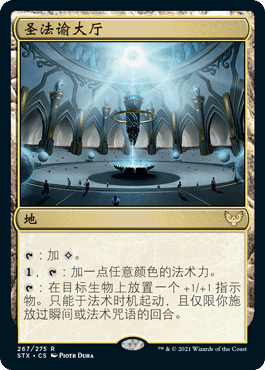 圣法谕大厅
地
：加。
1，：加一点任意颜色的法术力。
：在目标生物上放置一个 +1/+1 指示
物。只能于法术时机起动，且仅限你施
放过瞬间或法术咒语的回合。
267/275 R
STX • CS PIOTR DURA
™ & © 2021 Wizards of the Coast